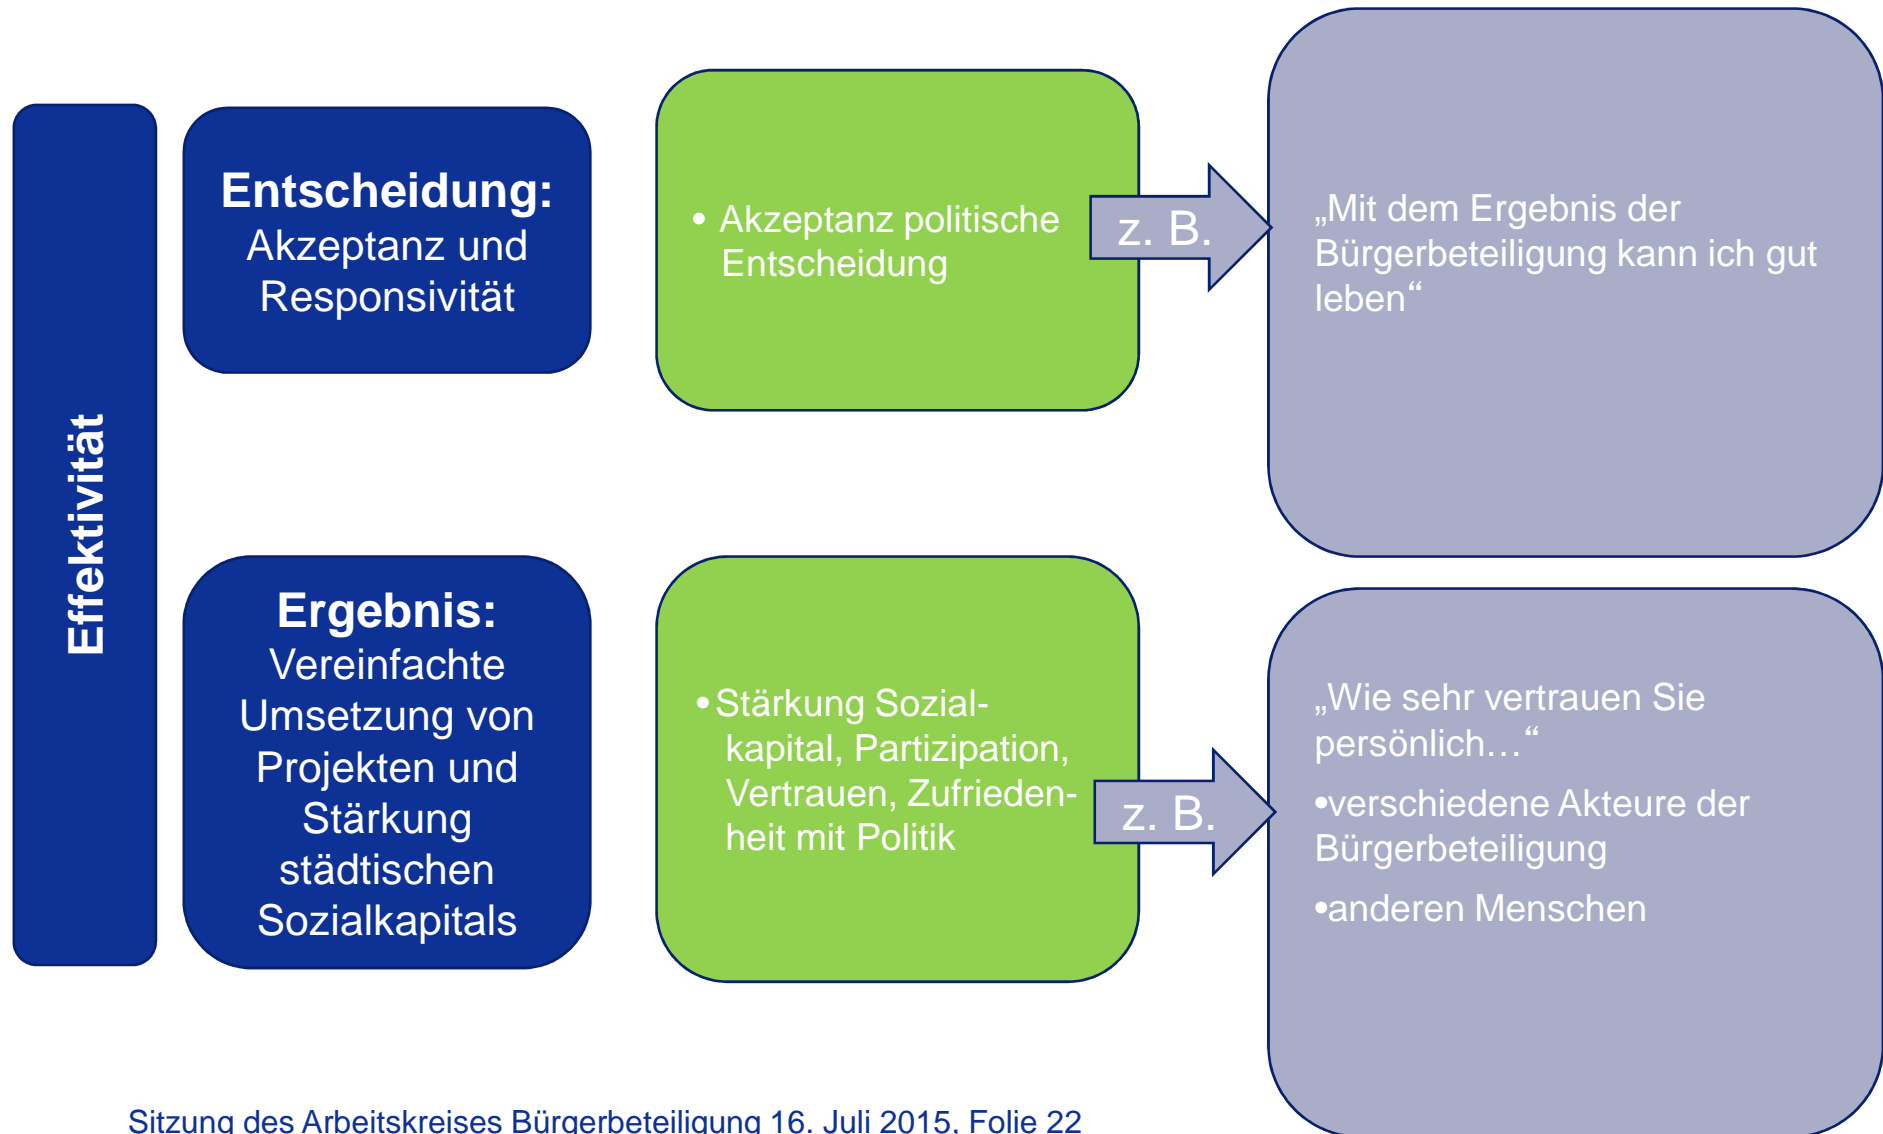 Effektivität
Entscheidung:
Akzeptanz und
Responsivität
• Akzeptanz politische
Entscheidung
z. B.
„Mit dem Ergebnis der
Bürgerbeteiligung kann ich gut
leben“
Ergebnis:
Vereinfachte
Umsetzung von
Projekten und
Stärkung
städtischen
Sozialkapitals
•Stärkung Sozial-
kapital, Partizipation,
Vertrauen, Zufrieden-
heit mit Politik
z. B.
„Wie sehr vertrauen Sie
persönlich…“
•verschiedene Akteure der
Bürgerbeteiligung
•anderen Menschen
Sitzung des Arbeitskreises Bürgerbeteiligung 16. Juli 2015, Folie 22